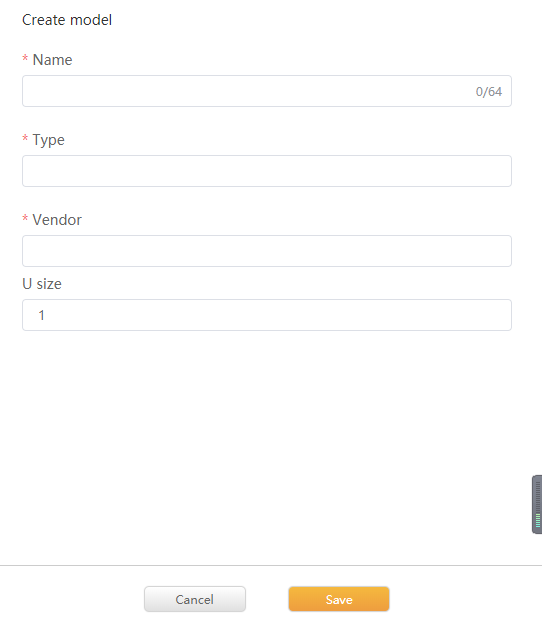 Create model
* Name
0/64
* Type
* Vendor
U size
1
Cancel Save